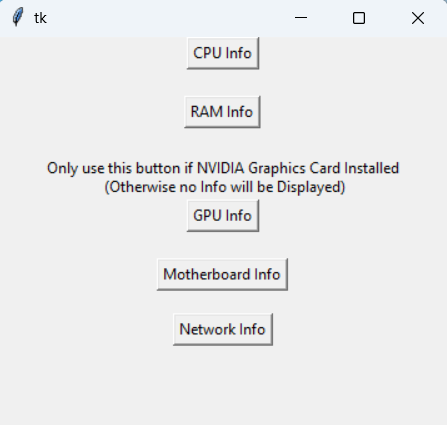 tk
CPU Info
RAM Info
Only use this button if NVIDIA Graphics Card Installed
(Otherwise no Info will be Displayed)
GPU Info
Motherboard Info
Network Info